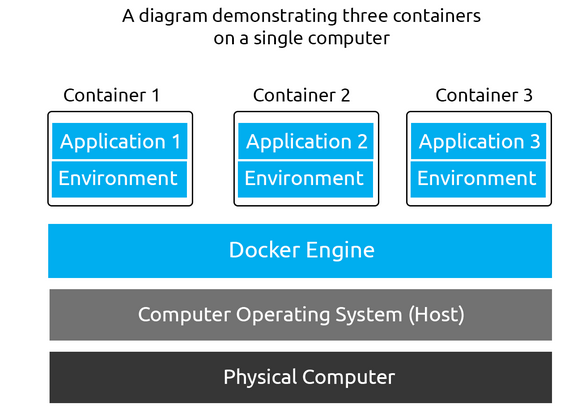 A diagram demonstrating three containers
on a single computer
Container 1
Container 2
Container 3
Application 1
Application 2
Application 3
Environment
Environment
Environment
Docker Engine
Computer Operating System (Host)
Physical Computer